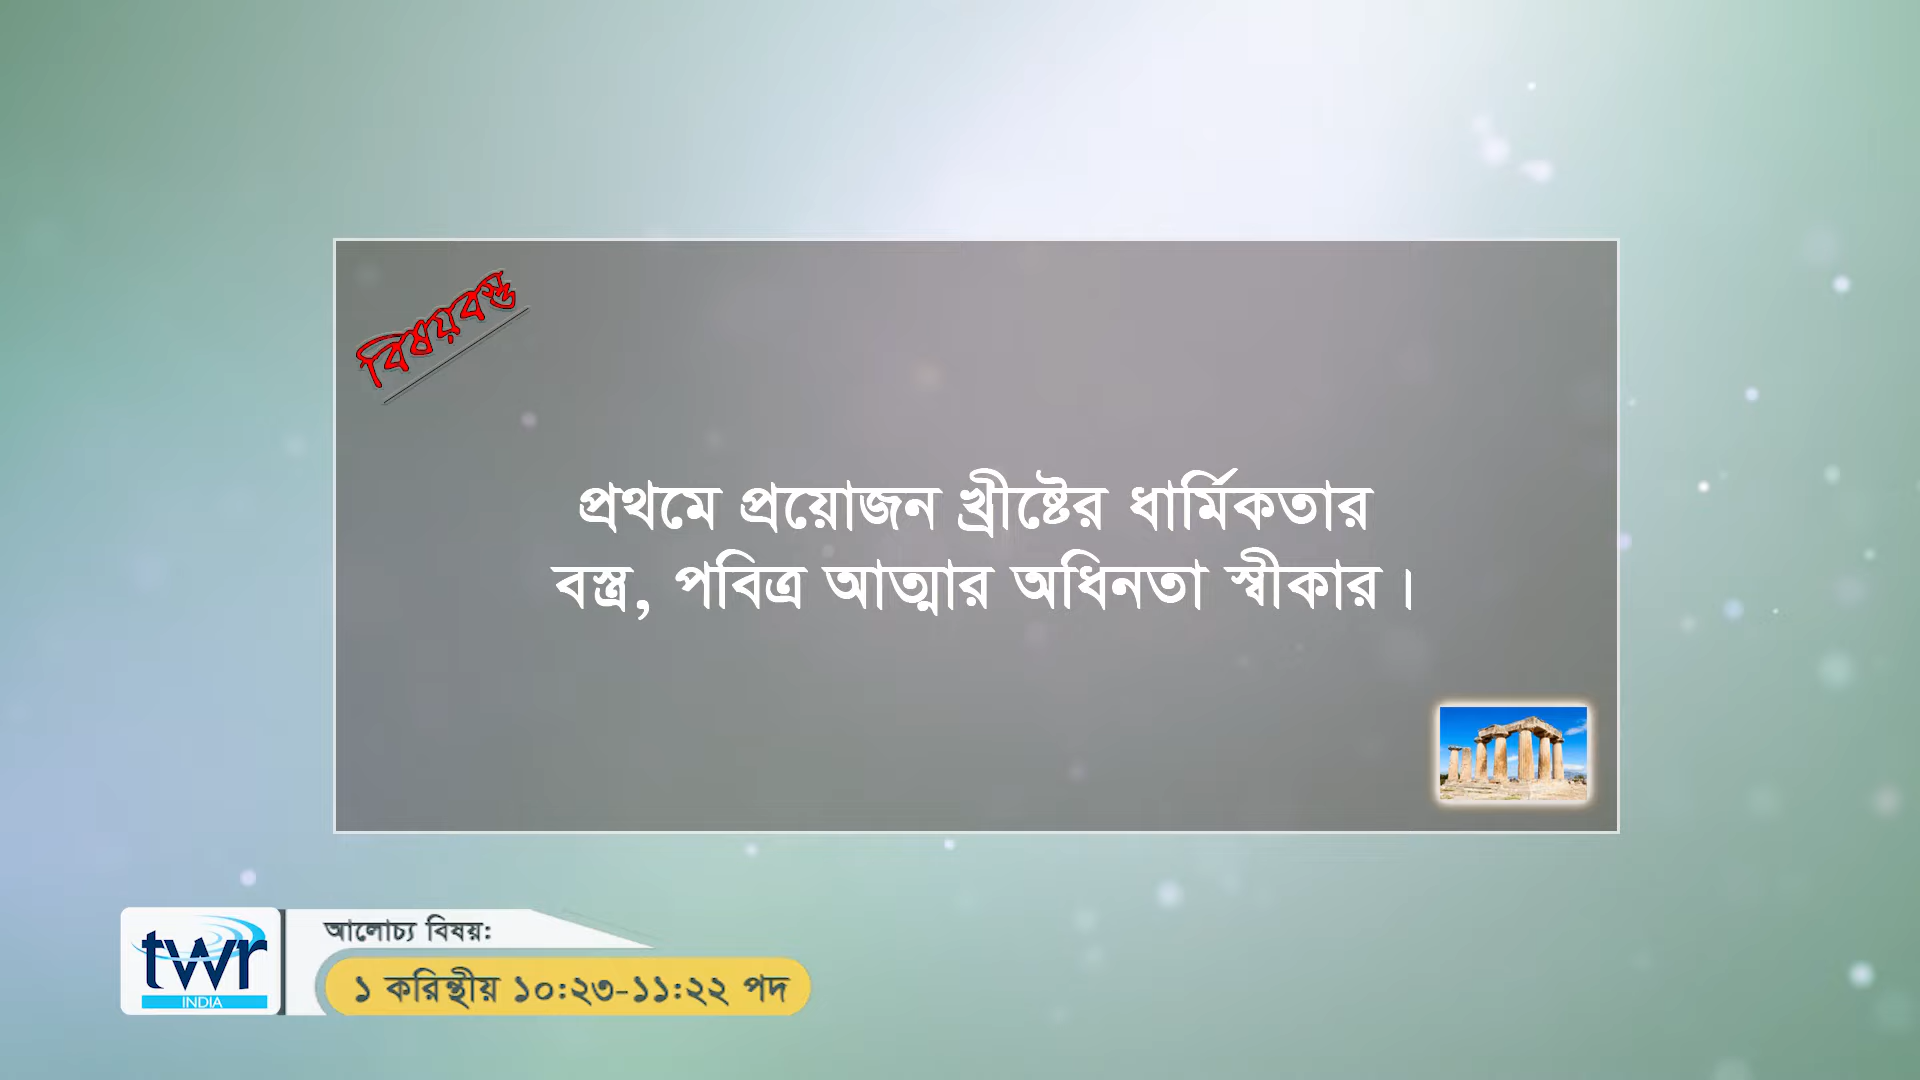 বিষয়বস্তু
প্রথমে প্রয়োজন খ্রীষ্টের ধার্মিকতার
বস্ত্র, পবিত্র আত্মার অধিনতা স্বীকার।
twr
INDIA
আলোচ্য বিষয়:
১ করিন্থীয় ১০:২৩-১১:২২ পদ